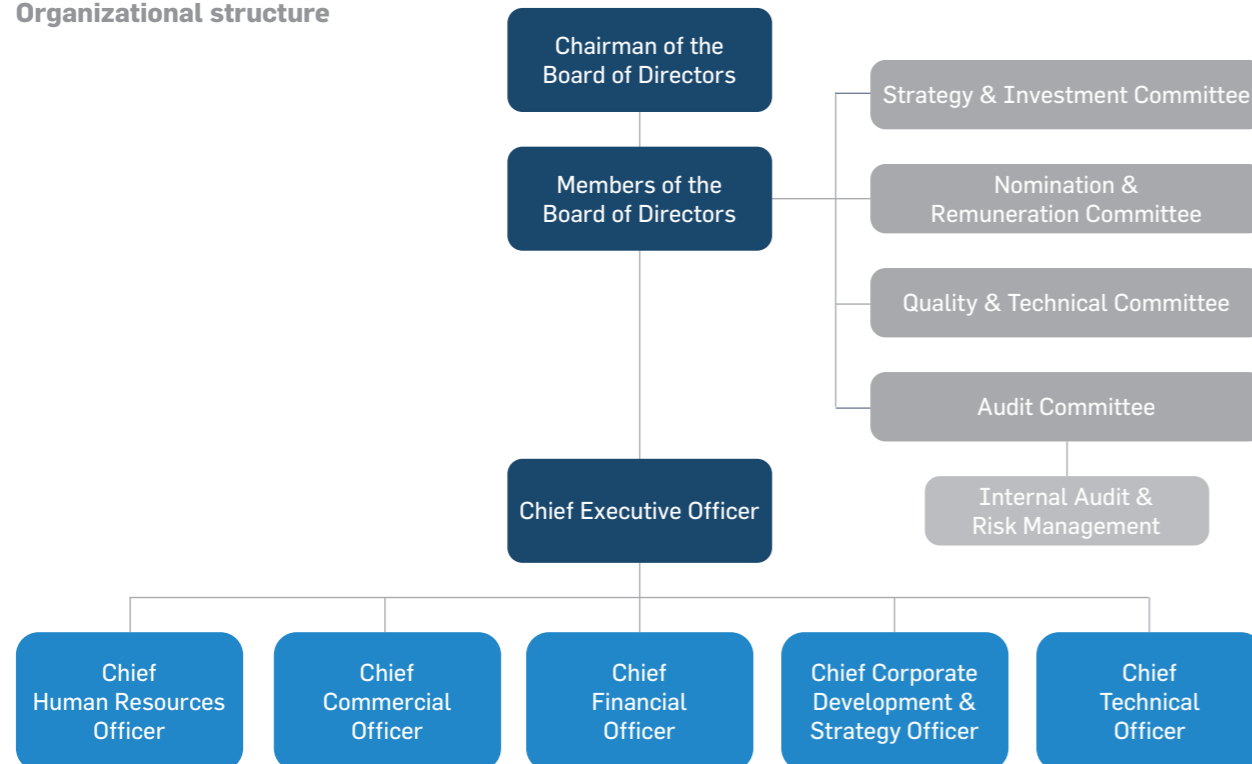 Organizational structure
Chairman of the
Board of Directors
Strategy & Investment Committee
Members of the
Board of Directors
Nomination &
Remuneration Committee
Quality & Technical Committee
Audit Committee
Chief Executive Officer
Internal Audit &
Risk Management
Chief
Human Resources
Officer
Chief
Commercial
Officer
Chief
Financial
Officer
Chief Corporate
Development &
Strategy Officer
Chief
Technical
Officer